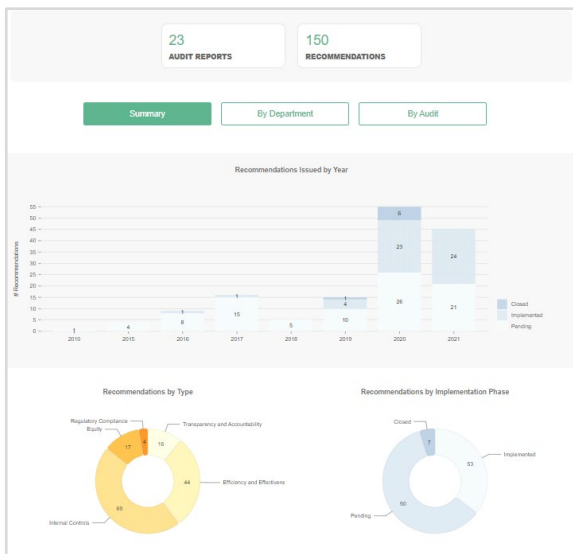 23
AUDIT REPORTS
150
RECOMMENDATIONS
Summary
By Department
By Audit
Recommendations Issued by Year
# Recommendations
55
50
45
40
35
30
25
20
15
10
5
0
1
4
1
8
1
15
5
1
4
10
6
23
26
24
21
2010
2015
2016
2017
2018
2019
2020
2021
Closed
Implemented
Pending
Recommendations by Type
Regulatory Compliance
Equity
Transparency and Accountability
4
16
17
44
Efficiency and Effectivens
69
Internal Controls
Recommendations by Implementation Phase
Closed
7
53
Implemented
90
Pending